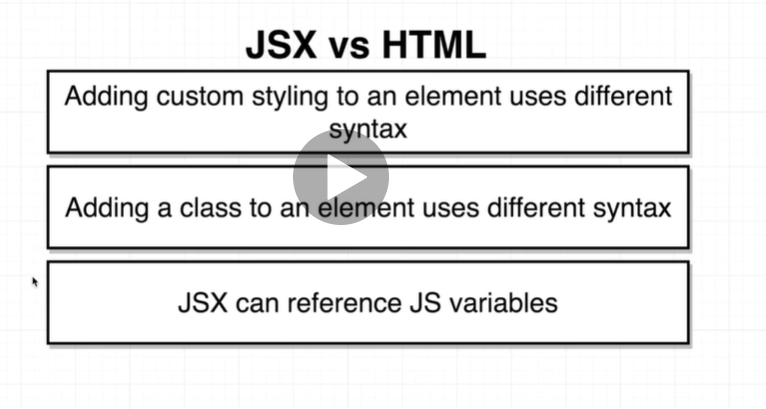 JSX vs HTML
Adding custom styling to an element uses different
syntax
Adding a class to an element uses different syntax
JSX can reference JS variables